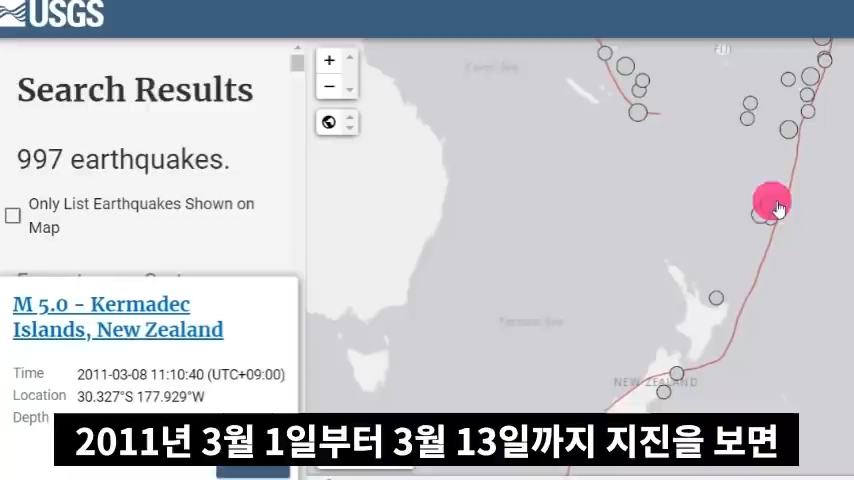 USGS
Search Results
997 earthquakes.
Only List Earthquakes Shown on
Map
M 5.0 - Kermadec
Islands, New Zealand
Time 2011-03-08 11:10:40 (UTC+09:00)
Location 30.327°S 177.929°W
Depth
+
−
FIJI
Tasman Sea
NEW ZEALAND
2011년 3월 1일부터 3월 13일까지 지진을 보면